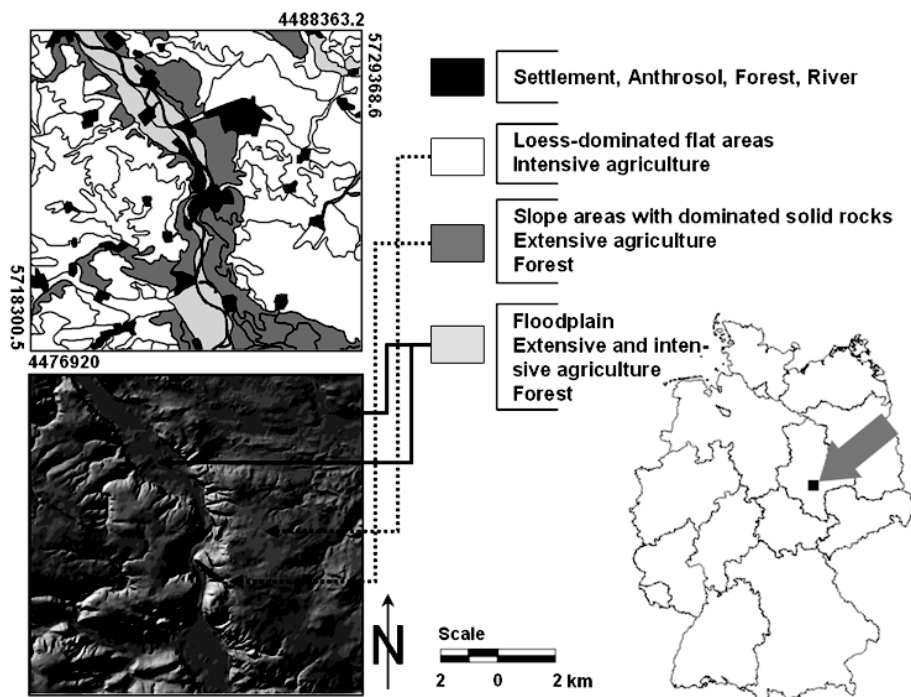 4488363.2
5729368.6
5718300.5
4476920
Settlement, Anthrosol, Forest, River
Loess-dominated flat areas
Intensive agriculture
Slope areas with dominated solid rocks
Extensive agriculture
Forest
Floodplain
Extensive and inten-
sive agriculture
Forest
N
Scale
2 0 2 km